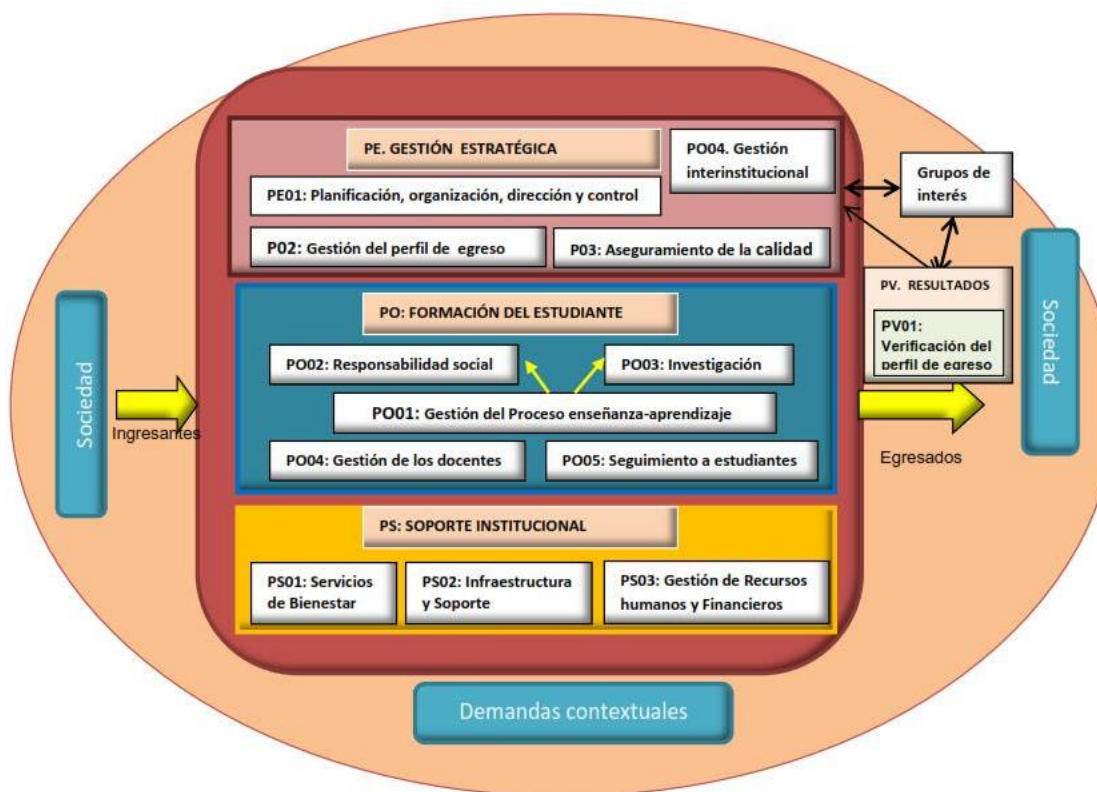 PE. GESTIÓN ESTRATÉGICA
PO04. Gestión
interinstitucional
PE01: Planificación, organización, dirección y control
P02: Gestión del perfil de egreso
P03: Aseguramiento de la calidad
Grupos de
interés
PV. RESULTADOS
PV01:
Verificación del
perfil de egreso
Sociedad
Ingresantes
PO: FORMACIÓN DEL ESTUDIANTE
PO02: Responsabilidad social
PO03: Investigación
PO01: Gestión del Proceso enseñanza-aprendizaje
PO04: Gestión de los docentes
PO05: Seguimiento a estudiantes
Egresados
Sociedad
PS: SOPORTE INSTITUCIONAL
PS01: Servicios
de Bienestar
PS02: Infraestructura
y Soporte
PS03: Gestión de Recursos
humanos y Financieros
Demandas contextuales